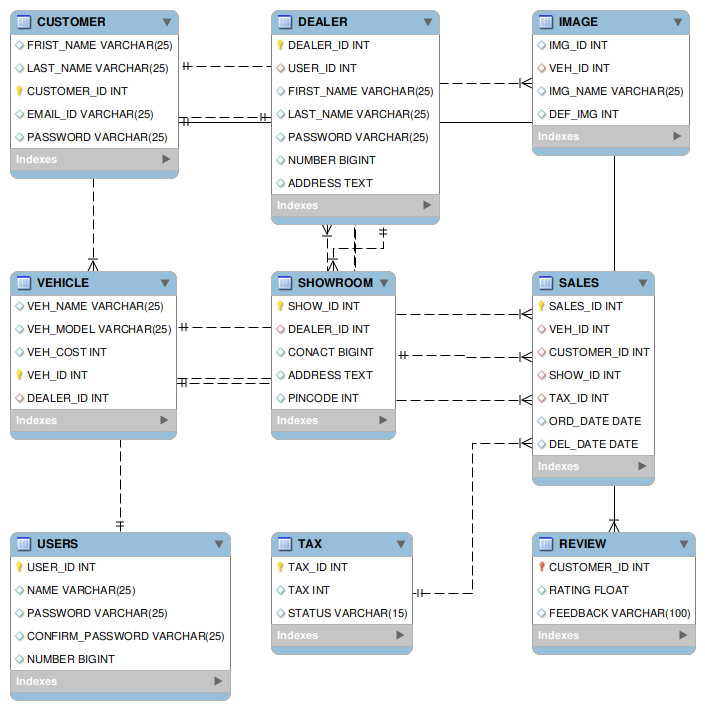 CUSTOMER
FRIST_NAME VARCHAR(25)
LAST_NAME VARCHAR(25)
CUSTOMER_ID INT
EMAIL_ID VARCHAR(25)
PASSWORD VARCHAR(25)
Indexes
DEALER
DEALER_ID INT
USER_ID INT
FIRST_NAME VARCHAR(25)
LAST_NAME VARCHAR(25)
PASSWORD VARCHAR(25)
NUMBER BIGINT
ADDRESS TEXT
Indexes
IMAGE
IMG_ID INT
VEH_ID INT
IMG_NAME VARCHAR(25)
DEF_IMG INT
Indexes
VEHICLE
VEH_NAME VARCHAR(25)
VEH_MODEL VARCHAR(25)
VEH_COST INT
VEH_ID INT
DEALER_ID INT
Indexes
SHOWROOM
SHOW_ID INT
DEALER_ID INT
CONACT BIGINT
ADDRESS TEXT
PINCODE INT
Indexes
SALES
SALES_ID INT
VEH_ID INT
CUSTOMER_ID INT
SHOW_ID INT
TAX_ID INT
ORD_DATE DATE
DEL_DATE DATE
Indexes
USERS
USER_ID INT
NAME VARCHAR(25)
PASSWORD VARCHAR(25)
CONFIRM_PASSWORD VARCHAR(25)
NUMBER BIGINT
Indexes
TAX
TAX_ID INT
TAX INT
STATUS VARCHAR(15)
Indexes
REVIEW
CUSTOMER_ID INT
RATING FLOAT
FEEDBACK VARCHAR(100)
Indexes